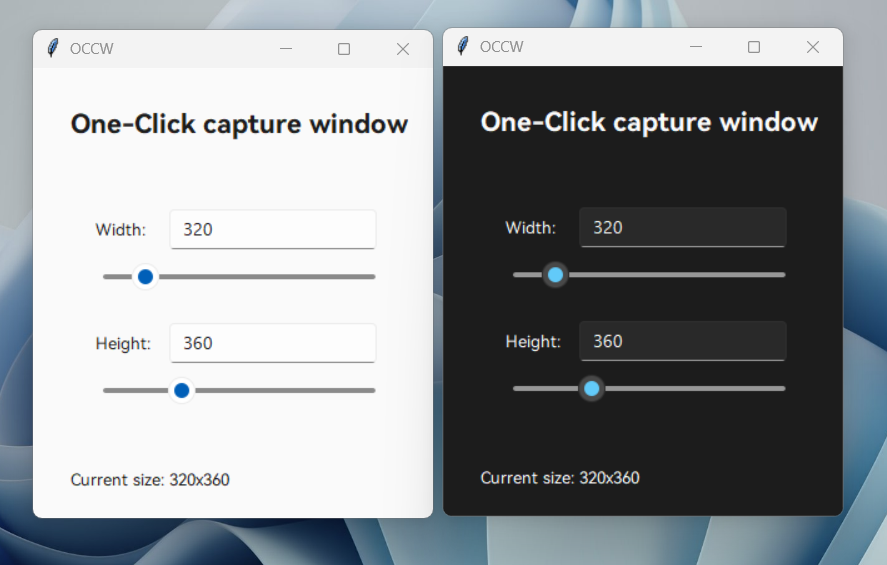 OCCW
One-Click capture window
Width: 320
Height: 360
Current size: 320x360
OCCW
One-Click capture window
Width: 320
Height: 360
Current size: 320x360